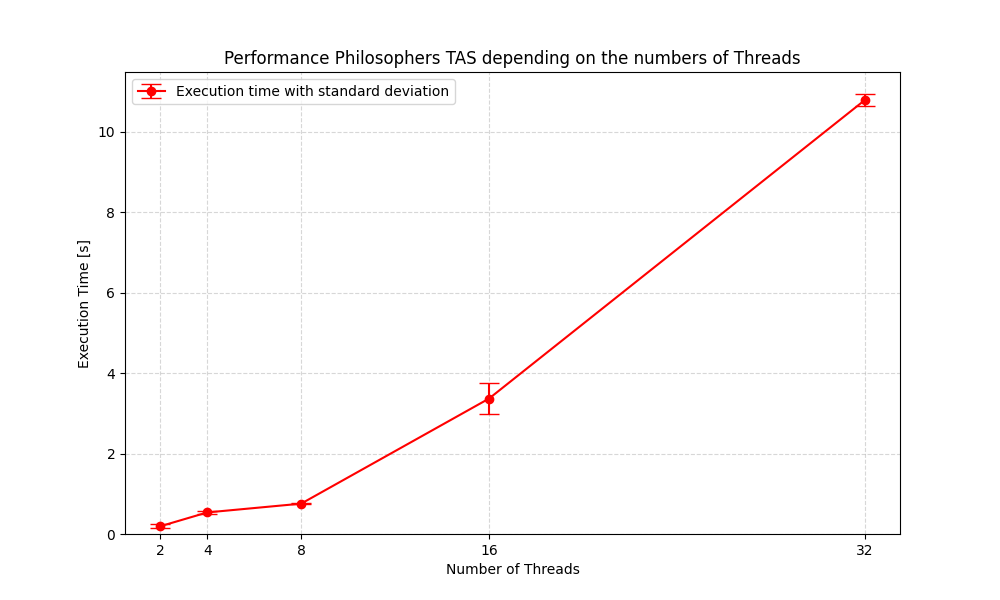 Performance Philosophers TAS depending on the numbers of Threads
Execution time with standard deviation
Execution Time [s]
10
8
6
4
2
0
2 4 8 16 32
Number of Threads